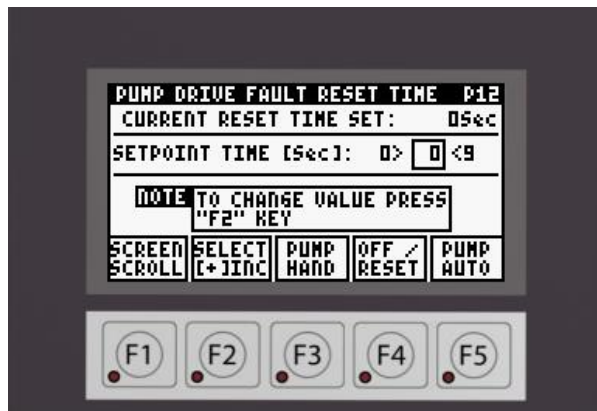 PUMP DRIVE FAULT RESET TIME P12
CURRENT RESET TIME SET: 0Sec
SETPOINT TIME [Sec]: 0> 0 <9
NOTE TO CHANGE VALUE PRESS
"F2" KEY
SCREEN SCROLL
SELECT [+]INC
PUMP HAND
OFF / RESET
PUMP AUTO
F1 F2 F3 F4 F5